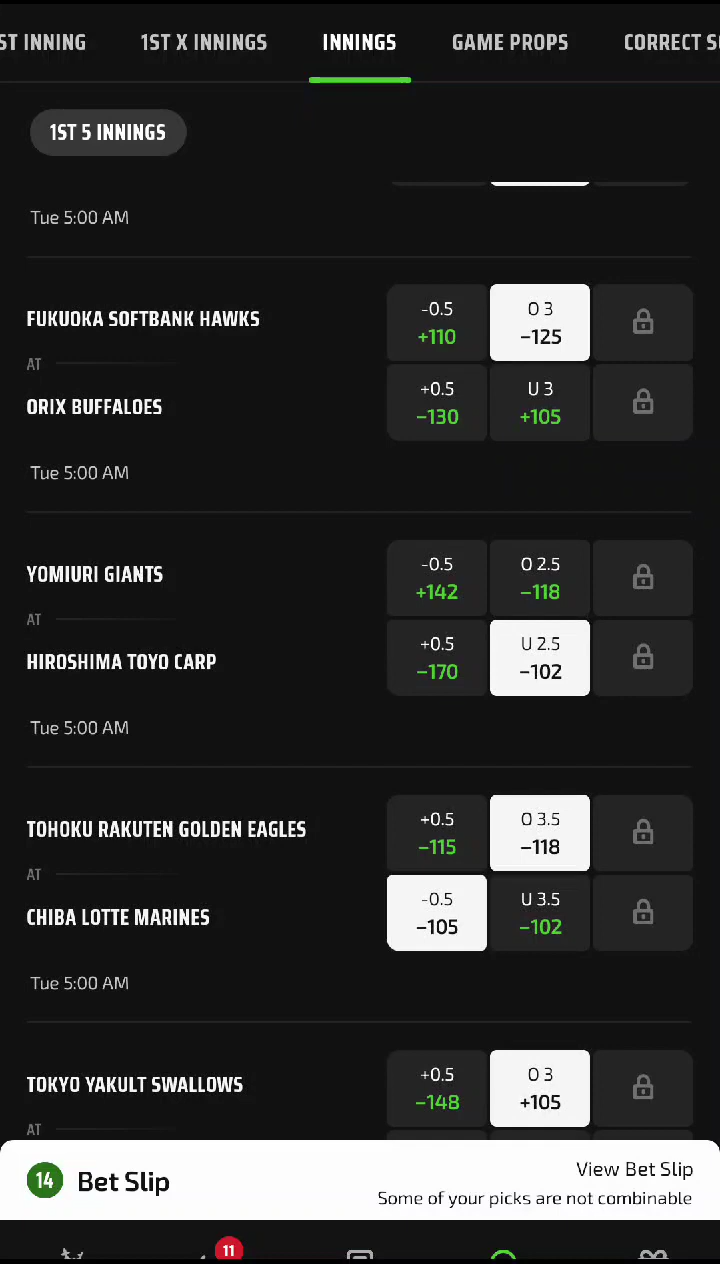 ST INNING 1ST X INNINGS INNINGS GAME PROPS CORRECT S
1ST 5 INNINGS
Tue 5:00 AM
FUKUOKA SOFTBANK HAWKS
-0.5 O 3
+110 −125
AT
ORIX BUFFALOES
+0.5 U 3
−130 +105
Tue 5:00 AM
YOMIURI GIANTS
-0.5 O 2.5
+142 −118
AT
HIROSHIMA TOYO CARP
+0.5 U 2.5
−170 −102
Tue 5:00 AM
TOHOKU RAKUTEN GOLDEN EAGLES
+0.5 O 3.5
−115 −118
AT
CHIBA LOTTE MARINES
-0.5 U 3.5
−105 −102
Tue 5:00 AM
TOKYO YAKULT SWALLOWS
+0.5 O 3
−148 +105
AT
14 Bet Slip
View Bet Slip
Some of your picks are not combinable
11